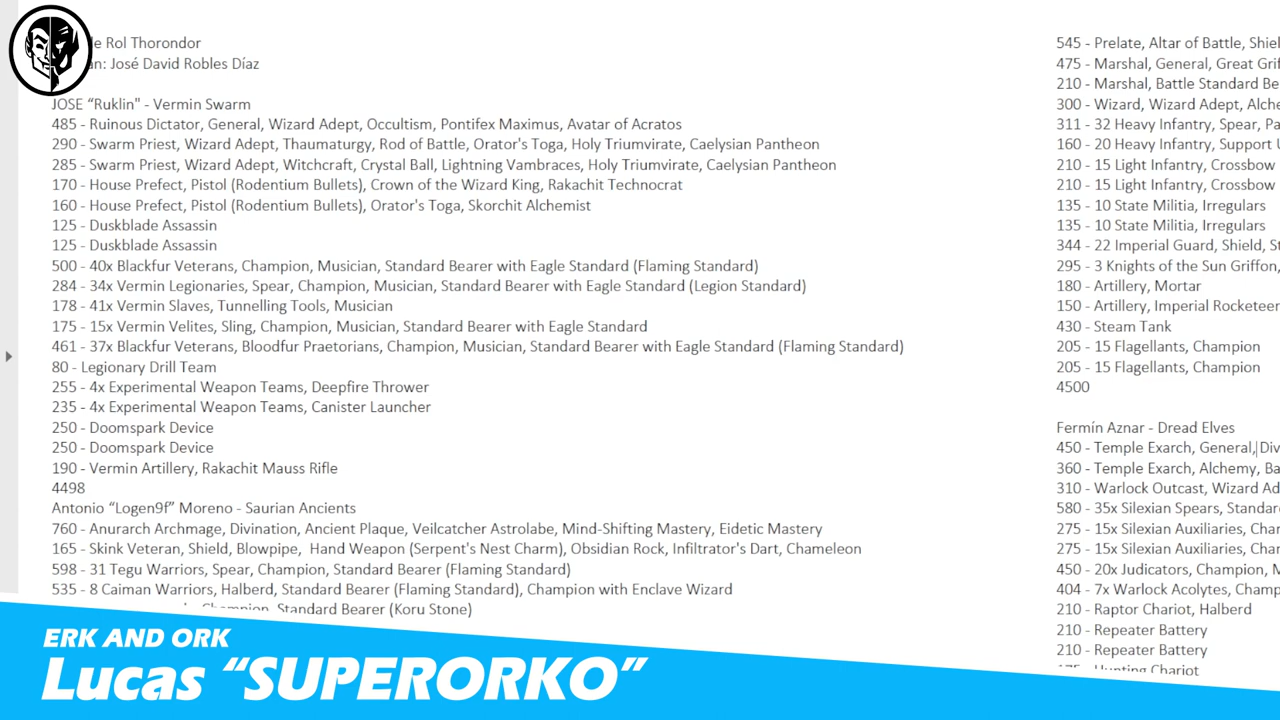 le Rol Thorondor
an: José David Robles Díaz
JOSE “Ruklin" - Vermin Swarm
485 - Ruinous Dictator, General, Wizard Adept, Occultism, Pontifex Maximus, Avatar of Acratos
290 - Swarm Priest, Wizard Adept, Thaumaturgy, Rod of Battle, Orator's Toga, Holy Triumvirate, Caelysian Pantheon
285 - Swarm Priest, Wizard Adept, Witchcraft, Crystal Ball, Lightning Vambraces, Holy Triumvirate, Caelysian Pantheon
170 - House Prefect, Pistol (Rodentium Bullets), Crown of the Wizard King, Rakachit Technocrat
160 - House Prefect, Pistol (Rodentium Bullets), Orator's Toga, Skorchit Alchemist
125 - Duskblade Assassin
125 - Duskblade Assassin
500 - 40x Blackfur Veterans, Champion, Musician, Standard Bearer with Eagle Standard (Flaming Standard)
284 - 34x Vermin Legionaries, Spear, Champion, Musician, Standard Bearer with Eagle Standard (Legion Standard)
178 - 41x Vermin Slaves, Tunnelling Tools, Musician
175 - 15x Vermin Velites, Sling, Champion, Musician, Standard Bearer with Eagle Standard
461 - 37x Blackfur Veterans, Bloodfur Praetorians, Champion, Musician, Standard Bearer with Eagle Standard (Flaming Standard)
80 - Legionary Drill Team
255 - 4x Experimental Weapon Teams, Deepfire Thrower
235 - 4x Experimental Weapon Teams, Canister Launcher
250 - Doomspark Device
250 - Doomspark Device
190 - Vermin Artillery, Rakachit Mauss Rifle
4498
Antonio “Logen9f” Moreno - Saurian Ancients
760 - Anurarch Archmage, Divination, Ancient Plaque, Veilcatcher Astrolabe, Mind-Shifting Mastery, Eidetic Mastery
165 - Skink Veteran, Shield, Blowpipe, Hand Weapon (Serpent's Nest Charm), Obsidian Rock, Infiltrator's Dart, Chameleon
598 - 31 Tegu Warriors, Spear, Champion, Standard Bearer (Flaming Standard)
535 - 8 Caiman Warriors, Halberd, Standard Bearer (Flaming Standard), Champion with Enclave Wizard
Champion, Standard Bearer (Koru Stone)
545 - Prelate, Altar of Battle, Shiel
475 - Marshal, General, Great Grif
210 - Marshal, Battle Standard Be
300 - Wizard, Wizard Adept, Alche
311 - 32 Heavy Infantry, Spear, Pa
160 - 20 Heavy Infantry, Support U
210 - 15 Light Infantry, Crossbow
210 - 15 Light Infantry, Crossbow
135 - 10 State Militia, Irregulars
135 - 10 State Militia, Irregulars
344 - 22 Imperial Guard, Shield, St
295 - 3 Knights of the Sun Griffon,
180 - Artillery, Mortar
150 - Artillery, Imperial Rocketee
430 - Steam Tank
205 - 15 Flagellants, Champion
205 - 15 Flagellants, Champion
4500
Fermín Aznar - Dread Elves
450 - Temple Exarch, General, Div
360 - Temple Exarch, Alchemy, Ba
310 - Warlock Outcast, Wizard Ad
580 - 35x Silexian Spears, Standar
275 - 15x Silexian Auxiliaries, Cha
275 - 15x Silexian Auxiliaries, Cha
450 - 20x Judicators, Champion, M
404 - 7x Warlock Acolytes, Champ
210 - Raptor Chariot, Halberd
210 - Repeater Battery
210 - Repeater Battery
175 - Hunting Chariot
ERK AND ORK
Lucas “SUPERORKO”